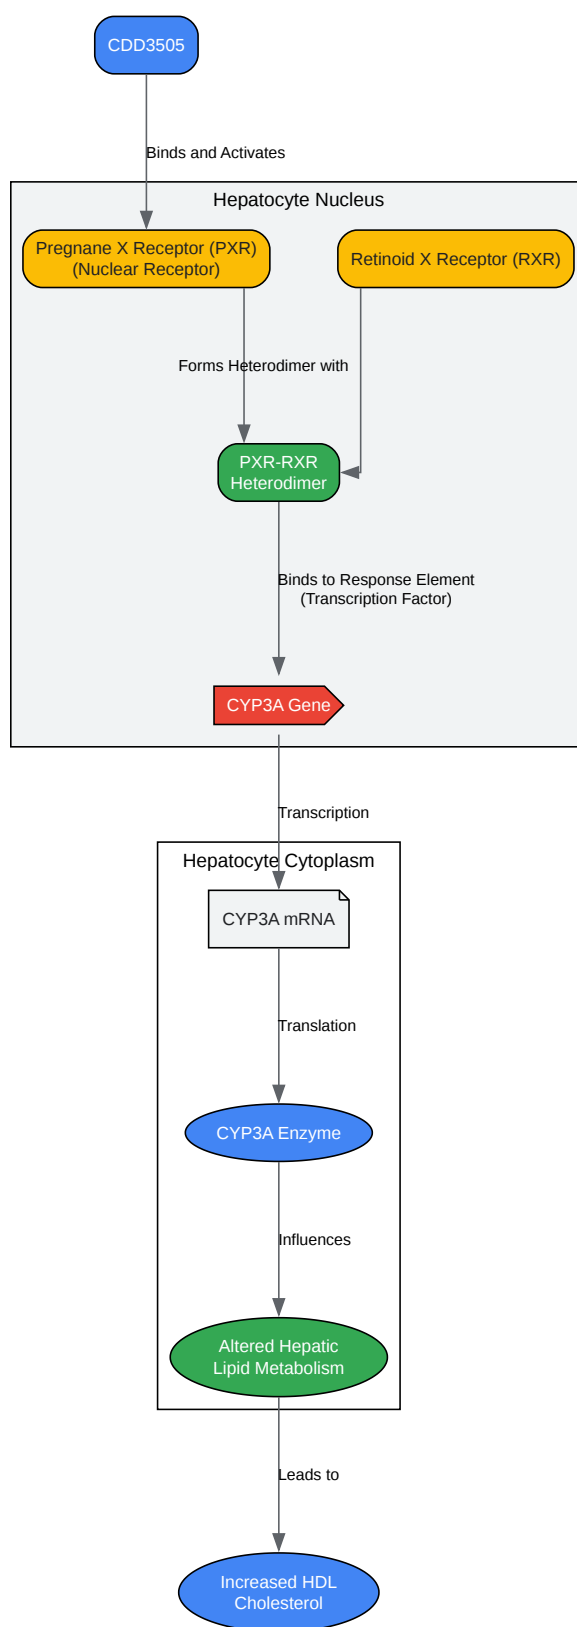 CDD3505
Binds and Activates
Hepatocyte Nucleus
Pregnane X Receptor (PXR)
(Nuclear Receptor)
Retinoid X Receptor (RXR)
Forms Heterodimer with
PXR-RXR
Heterodimer
Binds to Response Element
(Transcription Factor)
CYP3A Gene
Transcription
Hepatocyte Cytoplasm
CYP3A mRNA
Translation
CYP3A Enzyme
Influences
Altered Hepatic
Lipid Metabolism
Leads to
Increased HDL
Cholesterol